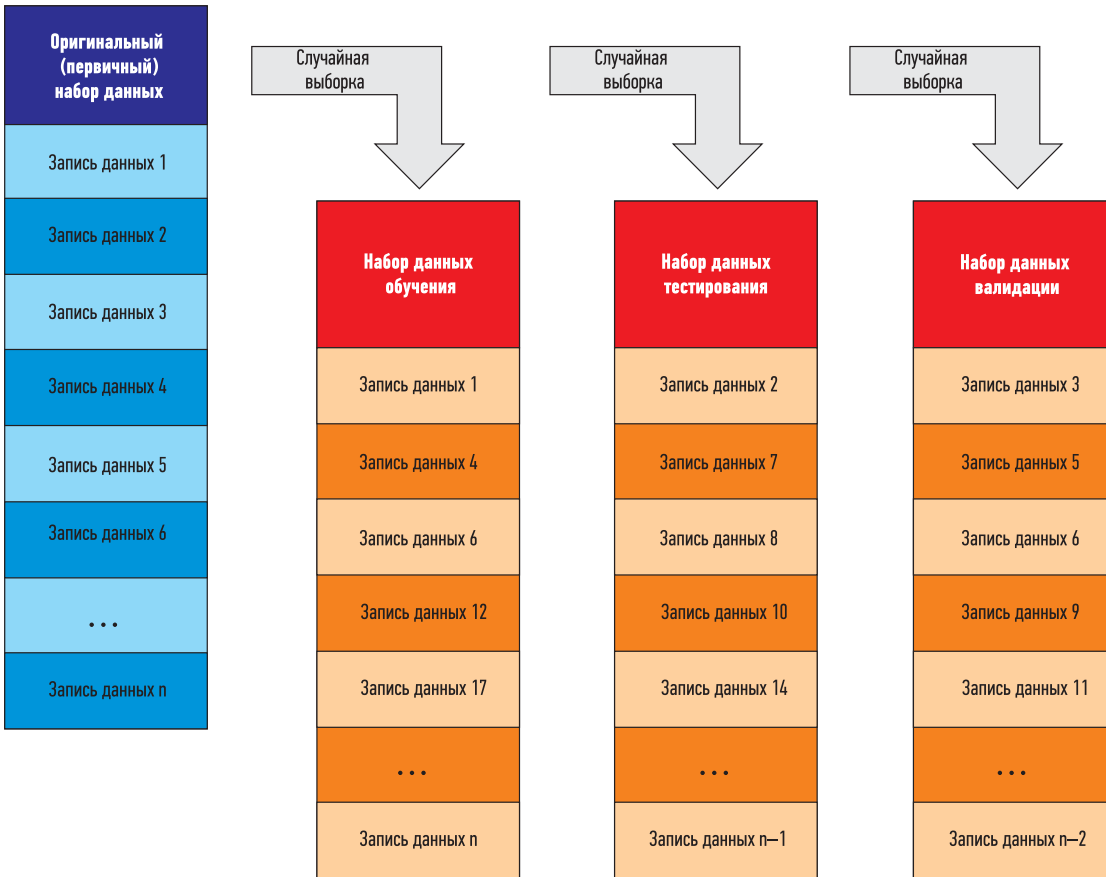 Оригинальный
(первичный)
набор данных
Запись данных 1
Запись данных 2
Запись данных 3
Запись данных 4
Запись данных 5
Запись данных 6
...
Запись данных n
Случайная
выборка
Набор данных
обучения
Запись данных 1
Запись данных 4
Запись данных 6
Запись данных 12
Запись данных 17
...
Запись данных n
Случайная
выборка
Набор данных
тестирования
Запись данных 2
Запись данных 7
Запись данных 8
Запись данных 10
Запись данных 14
...
Запись данных n–1
Случайная
выборка
Набор данных
валидации
Запись данных 3
Запись данных 5
Запись данных 6
Запись данных 9
Запись данных 11
...
Запись данных n–2